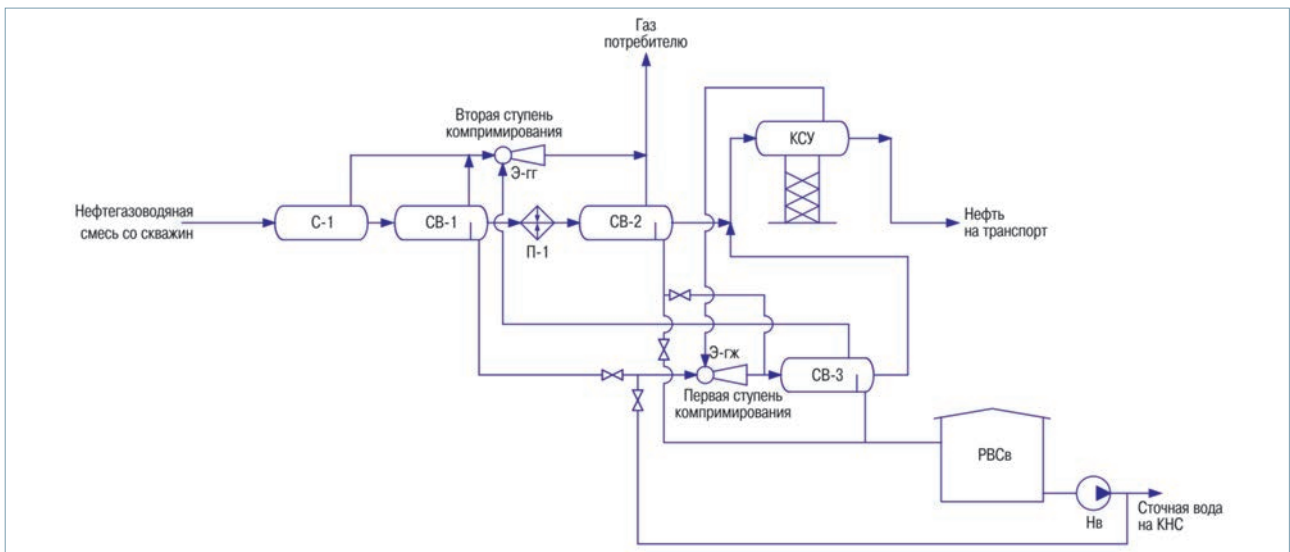 Газ
потребителю
Вторая ступень
компримирования
КСУ
Э-гг
Нефтегазоводяная
смесь со скважин
С-1
СВ-1
П-1
СВ-2
Нефть
на транспорт
Э-гж
СВ-3
Первая ступень
компримирования
РВСв
Нв
Сточная вода
на КНС